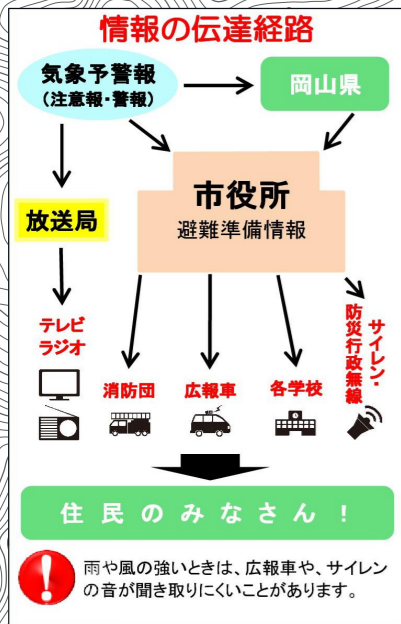 情報の伝達経路
気象予警報
(注意報・警報)
岡山県
市役所
避難準備情報
放送局
テレビ
ラジオ
消防団
広報車
各学校
サイレン・
防災行政無線
住民のみなさん！
雨や風の強いときは、広報車や、サイレン
の音が聞き取りにくいことがあります。